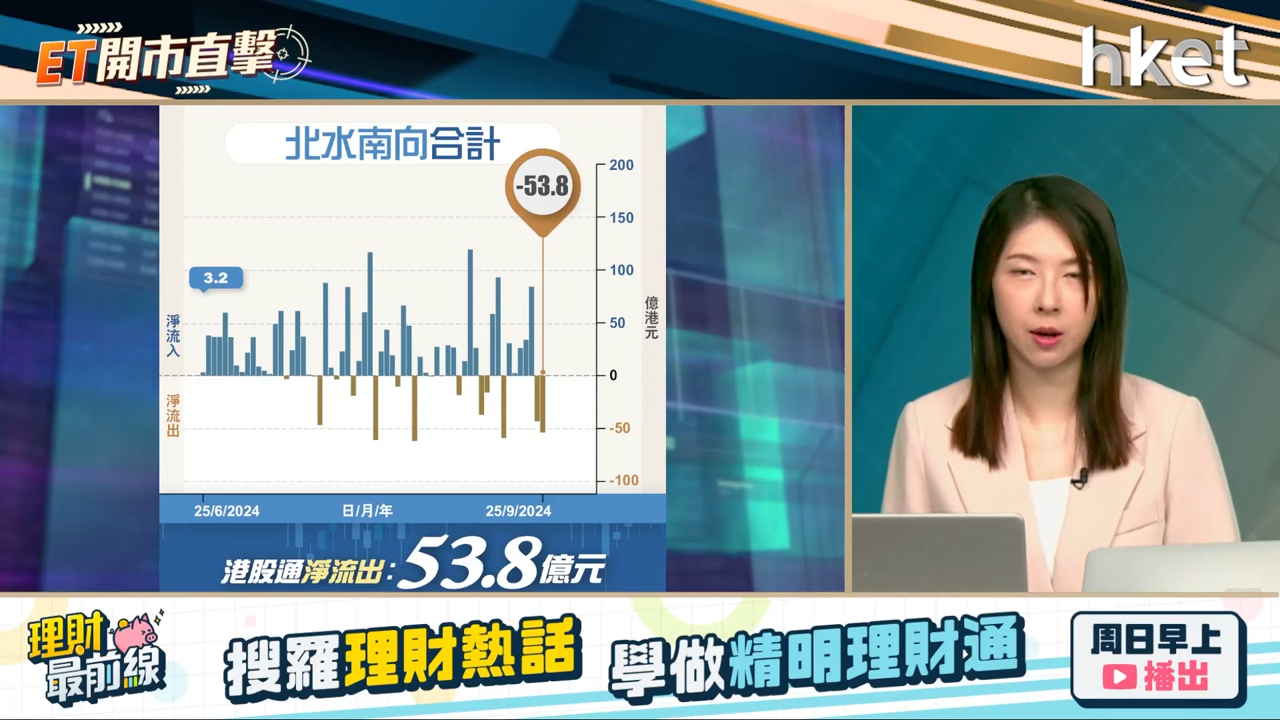 ET開市直擊
hket
北水南向合計
-53.8
3.2
200
150
100
50
0
-50
-100
淨流入
淨流出
億港元
25/6/2024
日/月/年
25/9/2024
港股通淨流出:53.8億元
理財最前線
搜羅理財熱話 學做精明理財通
周日早上
播出